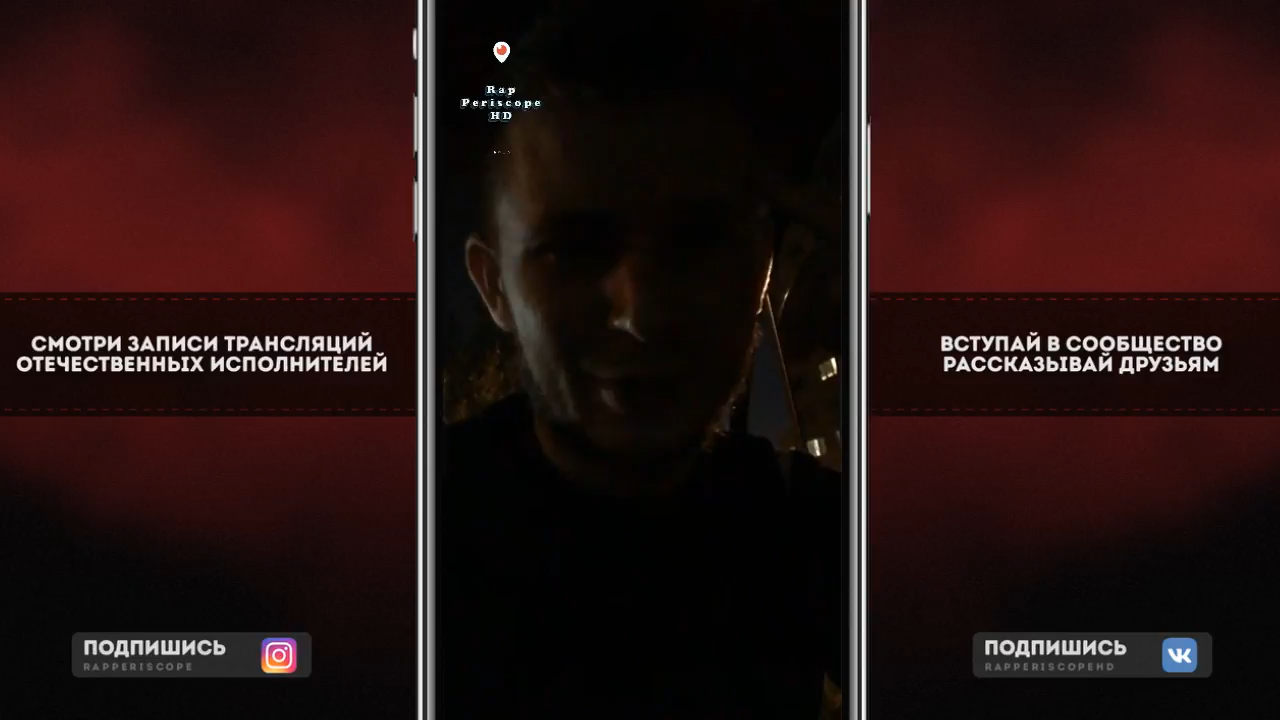 Rap
Periscope
HD
СМОТРИ ЗАПИСИ ТРАНСЛЯЦИЙ
ОТЕЧЕСТВЕННЫХ ИСПОЛНИТЕЛЕЙ
ВСТУПАЙ В СООБЩЕСТВО
РАССКАЗЫВАЙ ДРУЗЬЯМ
ПОДПИШИСЬ
RAPPERISCOPE
ПОДПИШИСЬ
RAPPERISCOPEHD